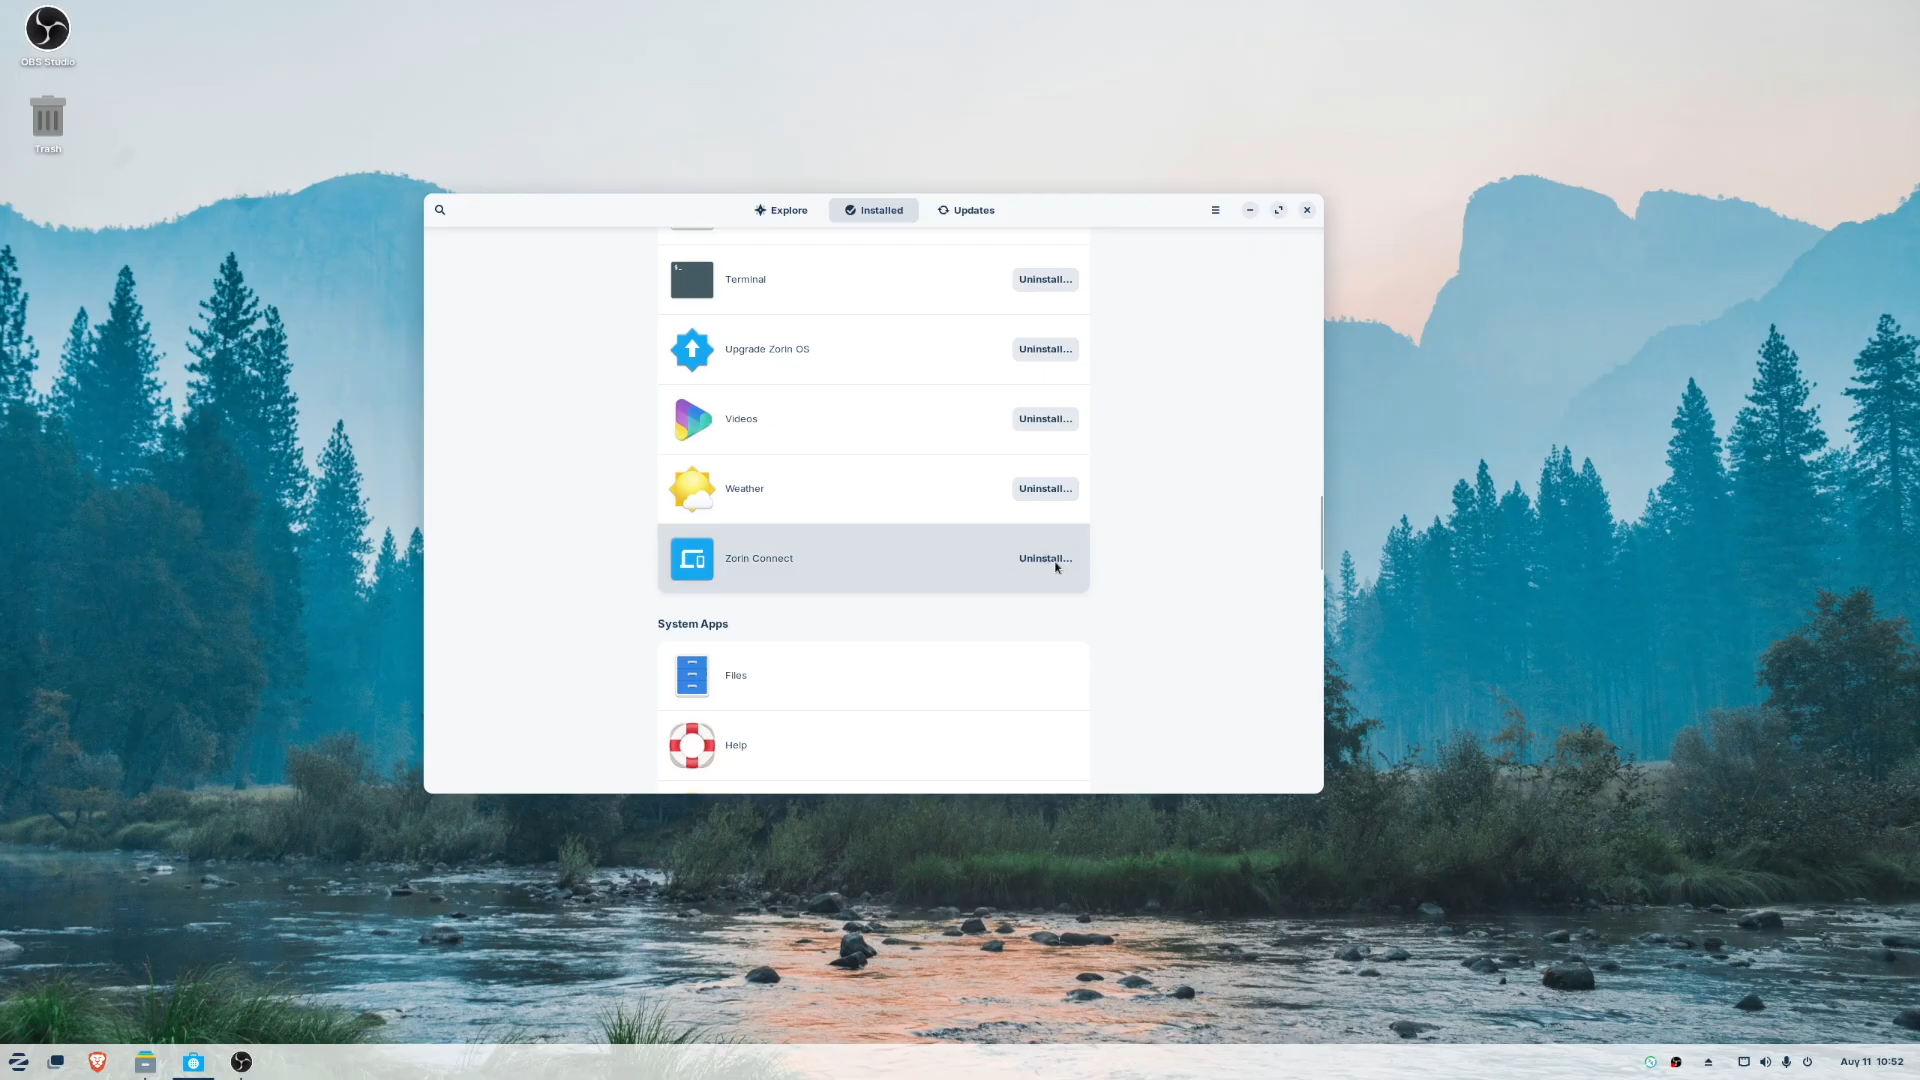 OBS Studio
Trash
Explore
Installed
Updates
Terminal
Uninstall...
Upgrade Zorin OS
Uninstall...
Videos
Uninstall...
Weather
Uninstall...
Zorin Connect
Uninstall...
System Apps
Files
Help
Aug 11 10:52